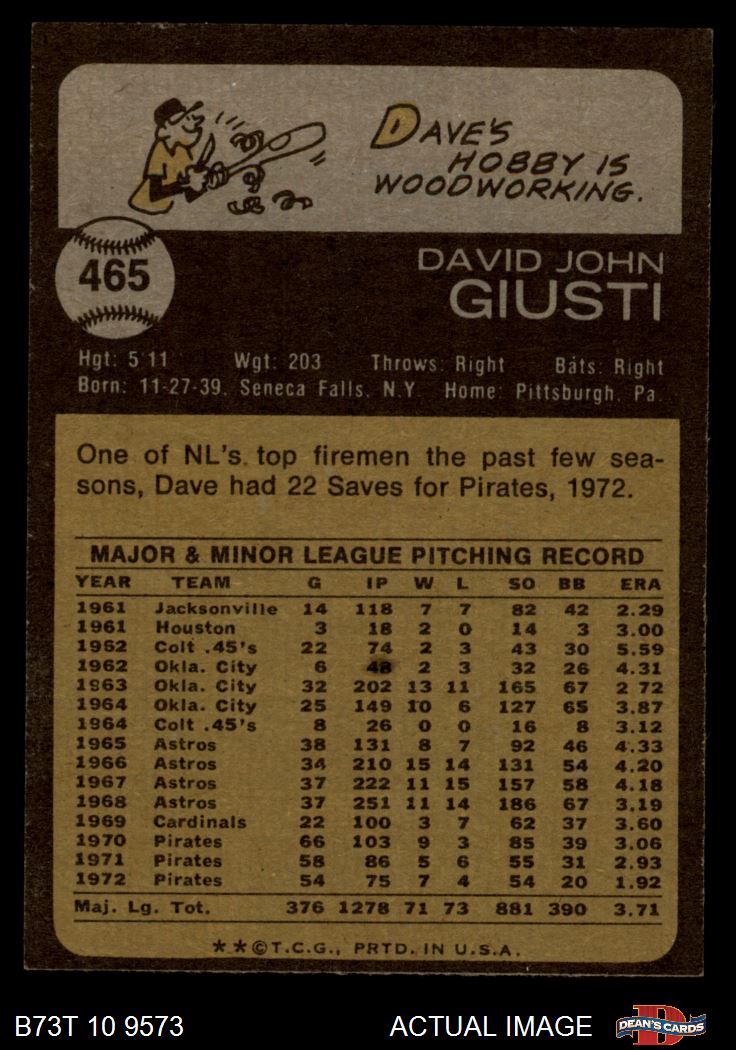 DAVE'S
HOBBY IS
WOODWORKING.
465
DAVID JOHN
GIUSTI
Hgt: 5'11 Wgt: 203 Throws: Right Bats: Right
Born: 11-27-39, Seneca Falls, N.Y. Home: Pittsburgh, Pa.
One of NL's top firemen the past few sea-
sons, Dave had 22 Saves for Pirates, 1972.
MAJOR & MINOR LEAGUE PITCHING RECORD
YEAR TEAM G IP W L SO BB ERA
1961 Jacksonville 14 118 7 7 82 42 2.29
1961 Houston 3 18 2 0 14 3 3.00
1962 Colt .45's 22 74 2 3 43 30 5.59
1962 Okla. City 6 48 2 3 32 26 4.31
1963 Okla. City 32 202 13 11 165 67 2.72
1964 Okla. City 25 149 10 6 127 65 3.87
1964 Colt .45's 8 26 0 0 16 8 3.12
1965 Astros 38 131 8 7 92 46 4.33
1966 Astros 34 210 15 14 131 54 4.20
1967 Astros 37 222 11 15 157 58 4.18
1968 Astros 37 251 11 14 186 67 3.19
1969 Cardinals 22 100 3 7 62 37 3.60
1970 Pirates 66 103 9 3 85 39 3.06
1971 Pirates 58 86 5 6 55 31 2.93
1972 Pirates 54 75 7 4 54 20 1.92
Maj. Lg. Tot. 376 1278 71 73 881 390 3.71
**©T.C.G., PRTD. IN U.S.A.
B73T 10 9573 ACTUAL IMAGE DEAN'S CARDS